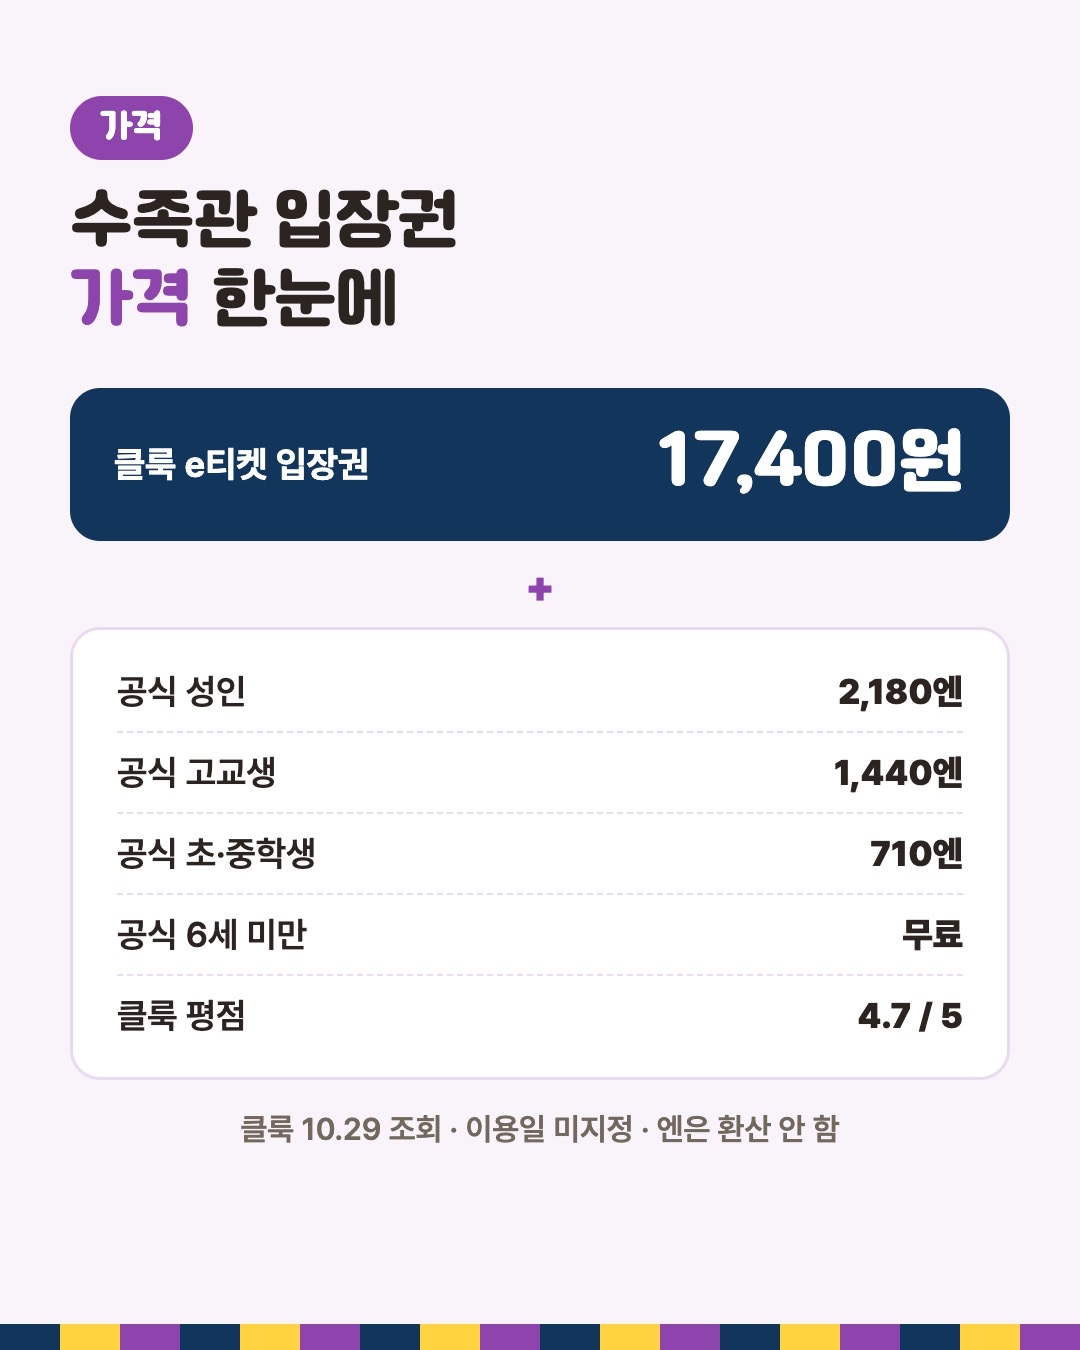 가격
수족관 입장권
가격 한눈에
클룩 e티켓 입장권 17,400원
+
공식 성인 2,180엔
공식 고교생 1,440엔
공식 초·중학생 710엔
공식 6세 미만 무료
클룩 평점 4.7 / 5
클룩 10.29 조회 · 이용일 미지정 · 엔은 환산 안 함